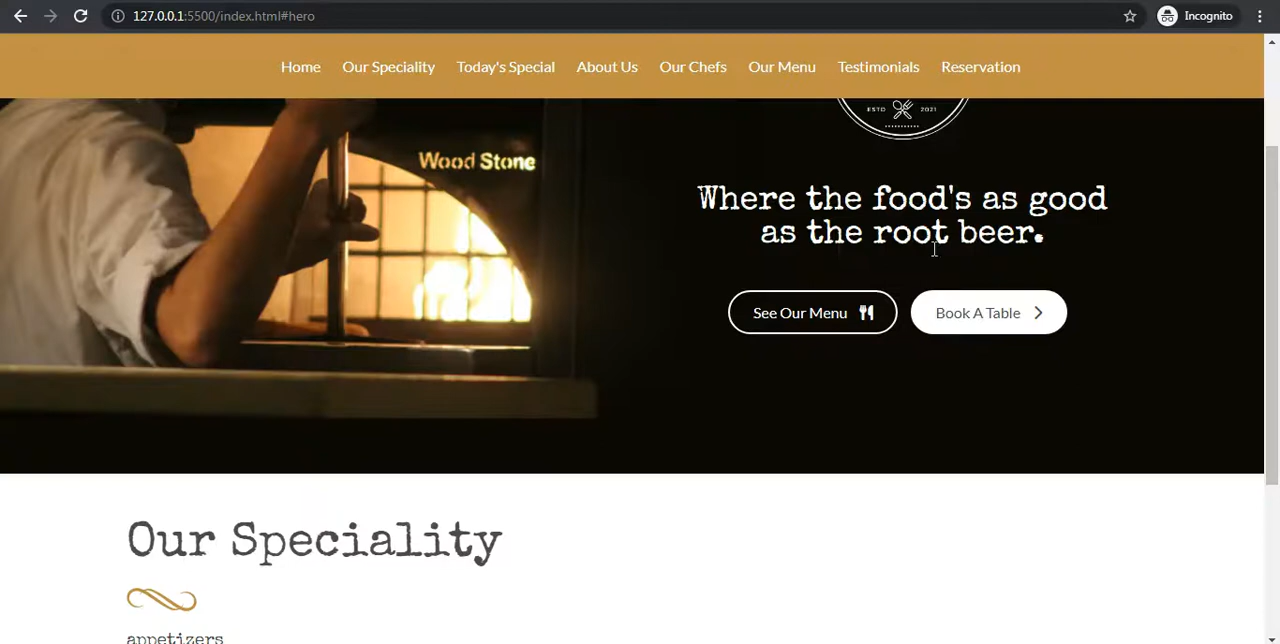 127.0.0.1:5500/index.html#hero
Incognito
Home Our Speciality Today's Special About Us Our Chefs Our Menu Testimonials Reservation
ESTD 2021
Wood Stone
Where the food's as good
as the root beer.
See Our Menu Book A Table
Our Speciality
appetizers